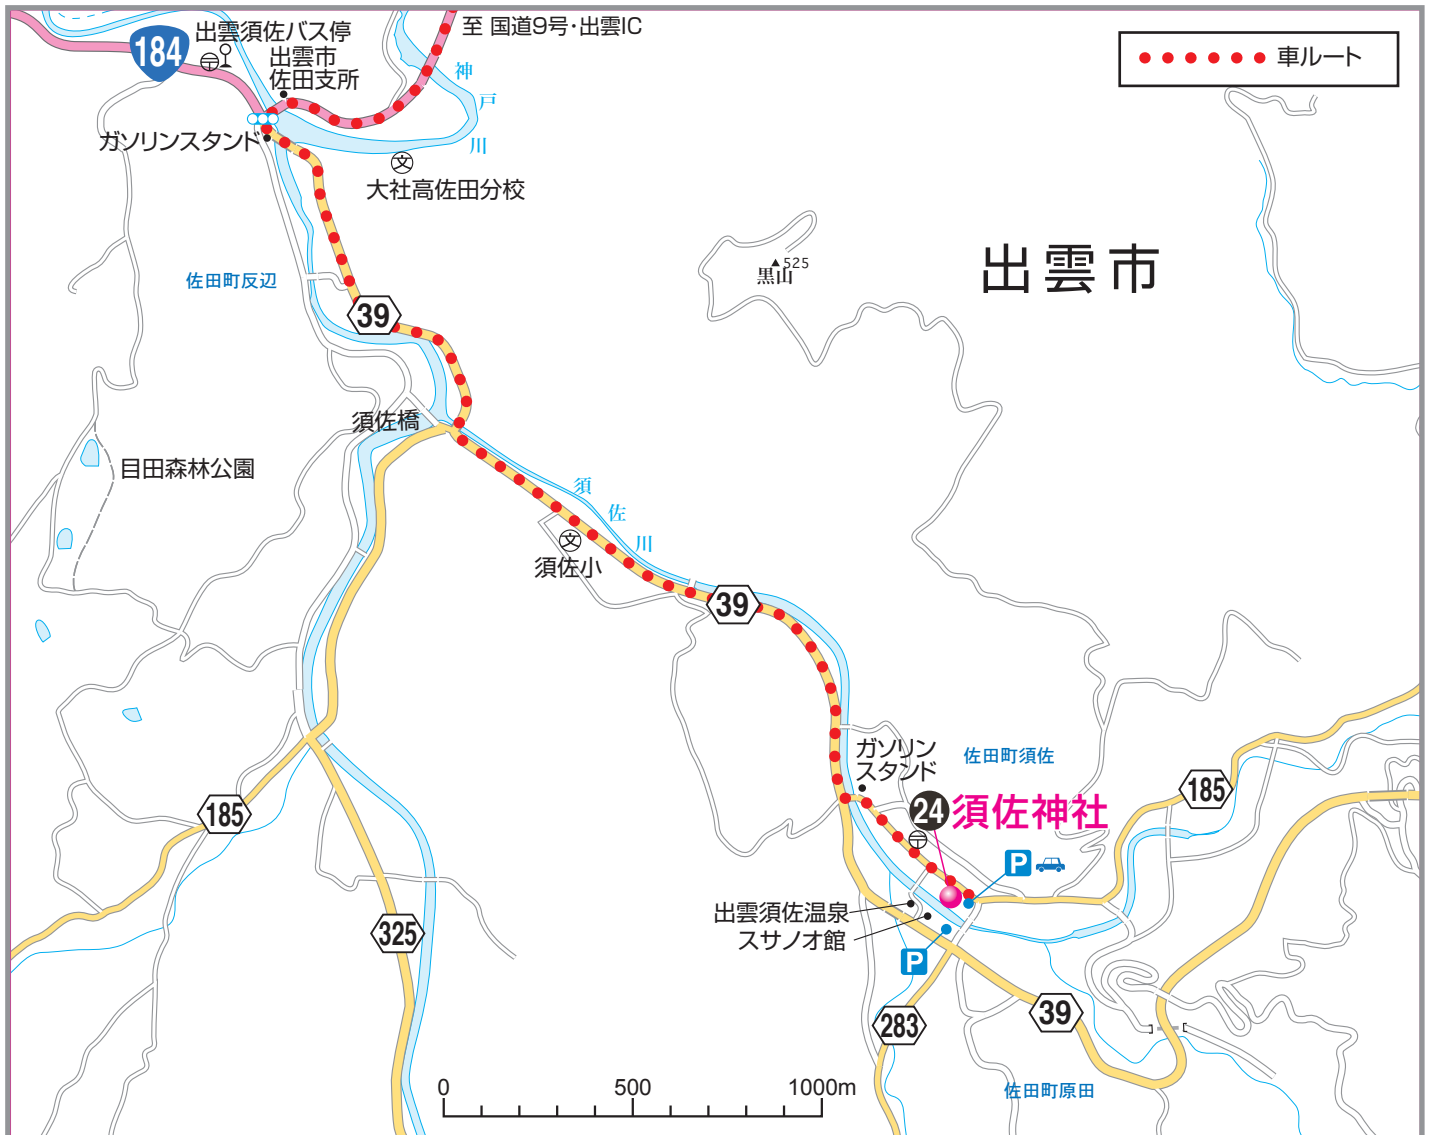 至 国道9号・出雲IC
184
出雲須佐バス停
〒
出雲市
佐田支所
ガソリンスタンド
神戸川
文
大社高佐田分校
車ルート
佐田町反辺
39
黒山
525
出雲市
須佐橋
目田森林公園
須佐川
文
須佐小
39
ガソリン
スタンド
佐田町須佐
185
24 須佐神社
〒
P
185
出雲須佐温泉
スサノオ館
P
325
283
39
佐田町原田
0 500 1000m